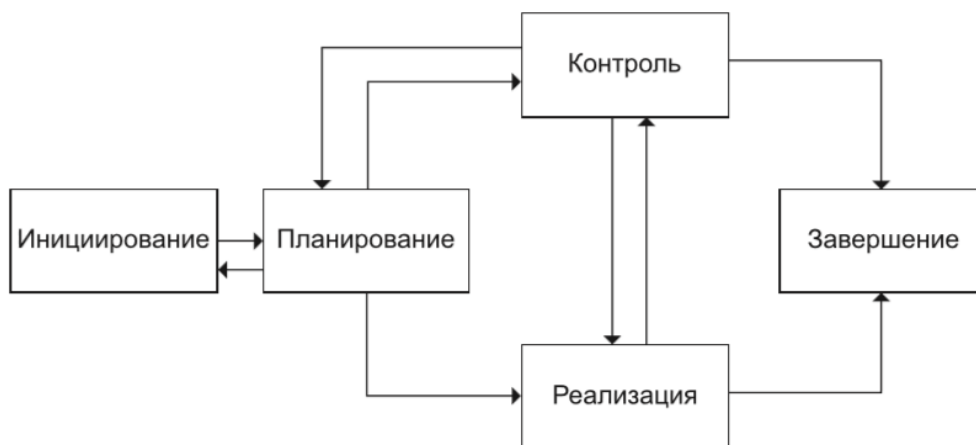 Контроль
Инициирование
Планирование
Завершение
Реализация